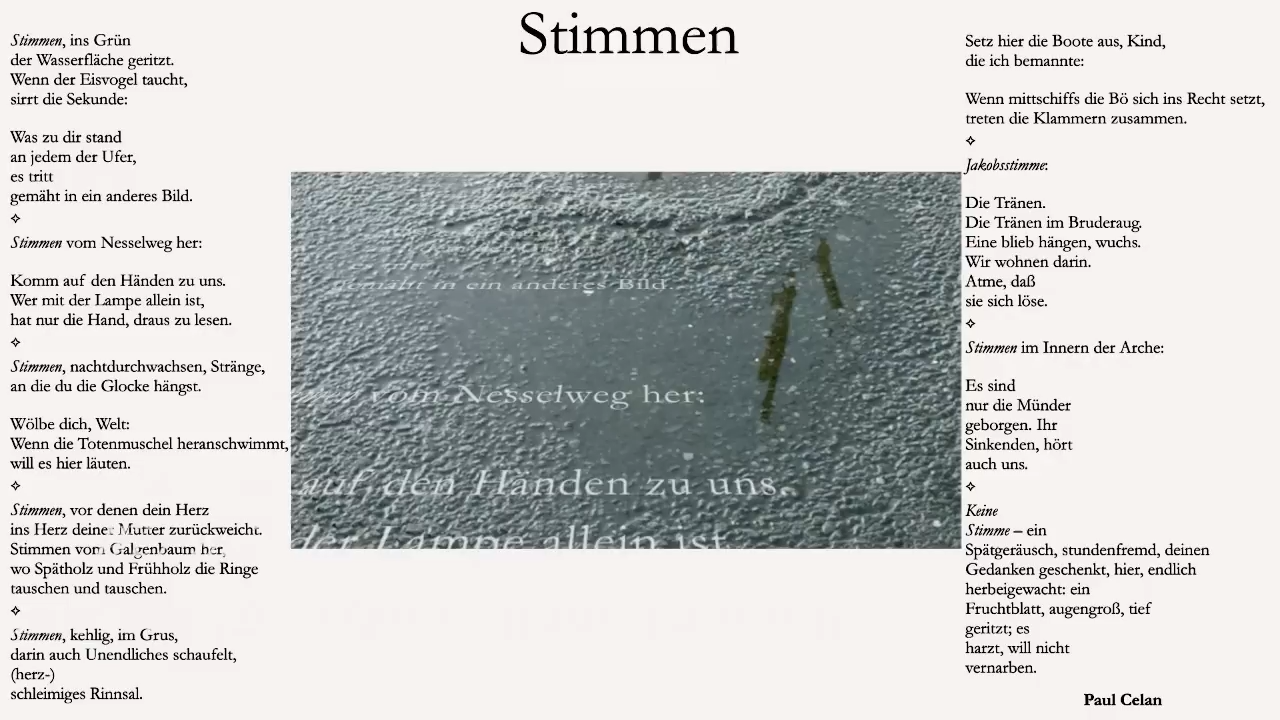 Stimmen
Stimmen, ins Grün
der Wasserfläche geritzt.
Wenn der Eisvogel taucht,
sirrt die Sekunde:
Was zu dir stand
an jedem der Ufer,
es tritt
gemäht in ein anderes Bild.
✧
Stimmen vom Nesselweg her:
Komm auf den Händen zu uns.
Wer mit der Lampe allein ist,
hat nur die Hand, draus zu lesen.
✧
Stimmen, nachtdurchwachsen, Stränge,
an die du die Glocke hängst.
Wölbe dich, Welt:
Wenn die Totenmuschel heranschwimmt,
will es hier läuten.
✧
Stimmen, vor denen dein Herz
ins Herz deiner Mutter zurückweicht.
Stimmen vom Galgenbaum her,
wo Spätholz und Frühholz die Ringe
tauschen und tauschen.
✧
Stimmen, kehlig, im Grus,
darin auch Unendliches schaufelt,
(herz-)
schleimiges Rinnsal.
gemäht in ein anderes Bild.
vom Nesselweg her:
auf den Händen zu uns.
der Lampe allein ist
Setz hier die Boote aus, Kind,
die ich bemannte:
Wenn mittschiffs die Bö sich ins Recht setzt,
treten die Klammern zusammen.
✧
Jakobsstimme:
Die Tränen.
Die Tränen im Bruderaug.
Eine blieb hängen, wuchs.
Wir wohnen darin.
Atme, daß
sie sich löse.
✧
Stimmen im Innern der Arche:
Es sind
nur die Münder
geborgen. Ihr
Sinkenden, hört
auch uns.
✧
Keine
Stimme – ein
Spätgeräusch, stundenfremd, deinen
Gedanken geschenkt, hier, endlich
herbeigewacht: ein
Fruchtblatt, augengroß, tief
geritzt; es
harzt, will nicht
vernarben.
Paul Celan